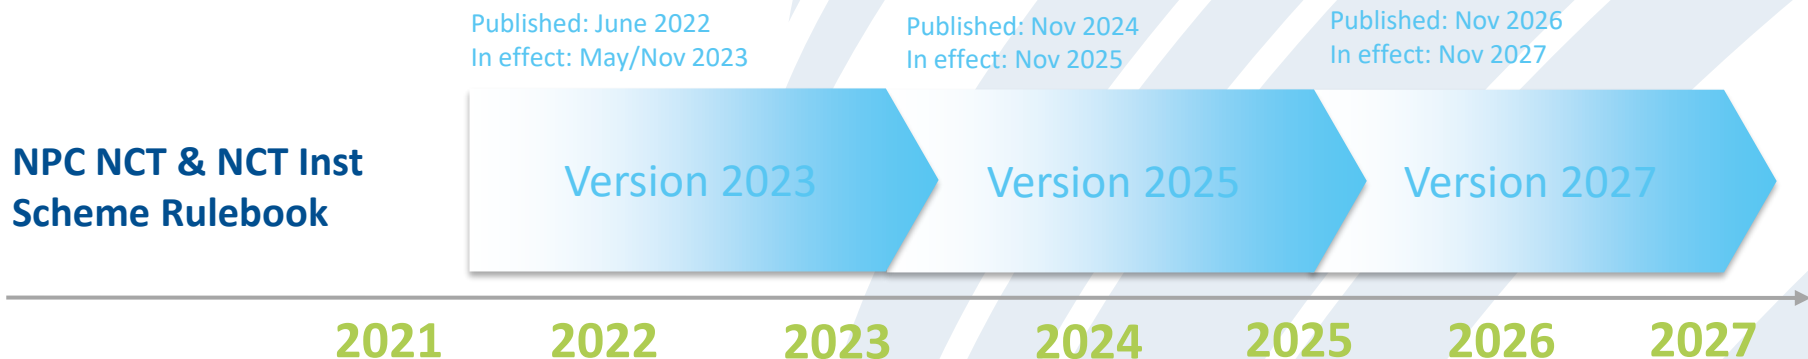 Published: June 2022
In effect: May/Nov 2023
Published: Nov 2024
In effect: Nov 2025
Published: Nov 2026
In effect: Nov 2027
NPC NCT & NCT Inst
Scheme Rulebook
Version 2023
Version 2025
Version 2027
2021
2022
2023
2024
2025
2026
2027